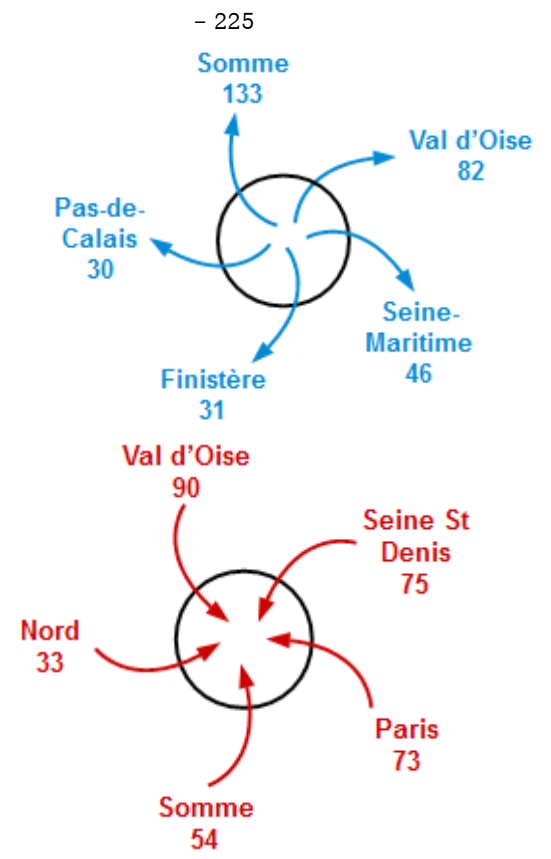 – 225
Somme
133
Val d'Oise
82
Pas-de-
Calais
30
Seine-
Maritime
46
Finistère
31
Val d'Oise
90
Seine St
Denis
75
Nord
33
Paris
73
Somme
54